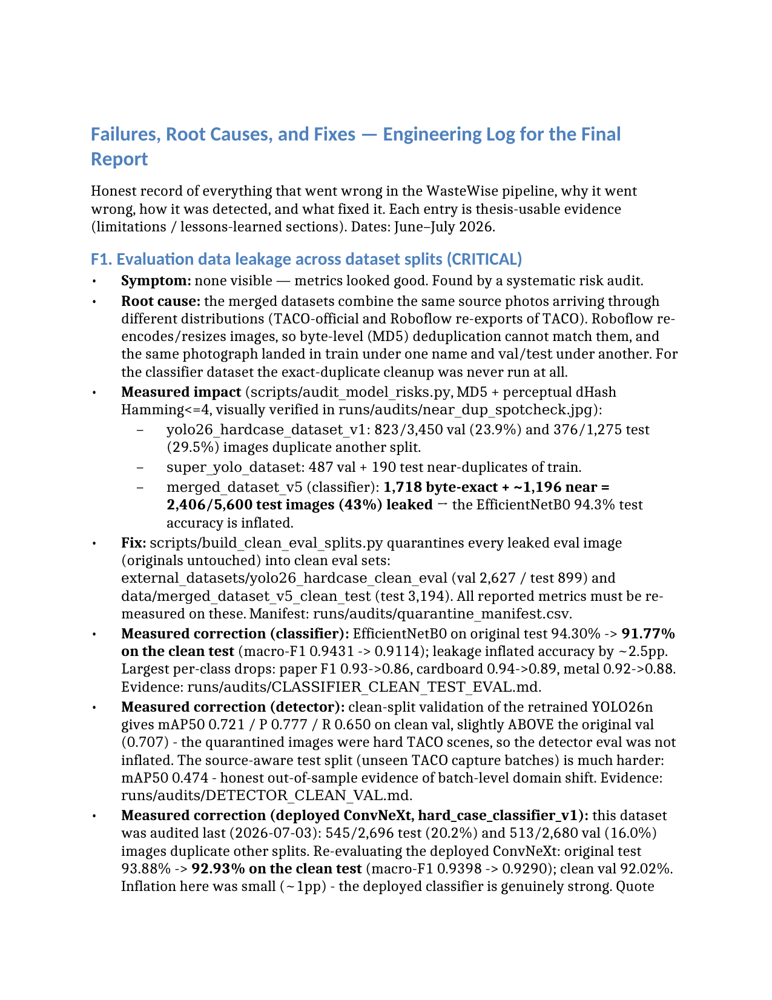 Failures, Root Causes, and Fixes — Engineering Log for the Final
Report
Honest record of everything that went wrong in the WasteWise pipeline, why it went
wrong, how it was detected, and what fixed it. Each entry is thesis-usable evidence
(limitations / lessons-learned sections). Dates: June–July 2026.
F1. Evaluation data leakage across dataset splits (CRITICAL)
• Symptom: none visible — metrics looked good. Found by a systematic risk audit.
• Root cause: the merged datasets combine the same source photos arriving through
different distributions (TACO-official and Roboflow re-exports of TACO). Roboflow re-
encodes/resizes images, so byte-level (MD5) deduplication cannot match them, and
the same photograph landed in train under one name and val/test under another. For
the classifier dataset the exact-duplicate cleanup was never run at all.
• Measured impact (scripts/audit_model_risks.py, MD5 + perceptual dHash
Hamming<=4, visually verified in runs/audits/near_dup_spotcheck.jpg):
– yolo26_hardcase_dataset_v1: 823/3,450 val (23.9%) and 376/1,275 test
(29.5%) images duplicate another split.
– super_yolo_dataset: 487 val + 190 test near-duplicates of train.
– merged_dataset_v5 (classifier): 1,718 byte-exact + ~1,196 near =
2,406/5,600 test images (43%) leaked → the EfficientNetB0 94.3% test
accuracy is inflated.
• Fix: scripts/build_clean_eval_splits.py quarantines every leaked eval image
(originals untouched) into clean eval sets:
external_datasets/yolo26_hardcase_clean_eval (val 2,627 / test 899) and
data/merged_dataset_v5_clean_test (test 3,194). All reported metrics must be re-
measured on these. Manifest: runs/audits/quarantine_manifest.csv.
• Measured correction (classifier): EfficientNetB0 on original test 94.30% -> 91.77%
on the clean test (macro-F1 0.9431 -> 0.9114); leakage inflated accuracy by ~2.5pp.
Largest per-class drops: paper F1 0.93->0.86, cardboard 0.94->0.89, metal 0.92->0.88.
Evidence: runs/audits/CLASSIFIER_CLEAN_TEST_EVAL.md.
• Measured correction (detector): clean-split validation of the retrained YOLO26n
gives mAP50 0.721 / P 0.777 / R 0.650 on clean val, slightly ABOVE the original val
(0.707) - the quarantined images were hard TACO scenes, so the detector eval was not
inflated. The source-aware test split (unseen TACO capture batches) is much harder:
mAP50 0.474 - honest out-of-sample evidence of batch-level domain shift. Evidence:
runs/audits/DETECTOR_CLEAN_VAL.md.
• Measured correction (deployed ConvNeXt, hard_case_classifier_v1): this dataset
was audited last (2026-07-03): 545/2,696 test (20.2%) and 513/2,680 val (16.0%)
images duplicate other splits. Re-evaluating the deployed ConvNeXt: original test
93.88% -> 92.93% on the clean test (macro-F1 0.9398 -> 0.9290); clean val 92.02%.
Inflation here was small (~1pp) - the deployed classifier is genuinely strong. Quote